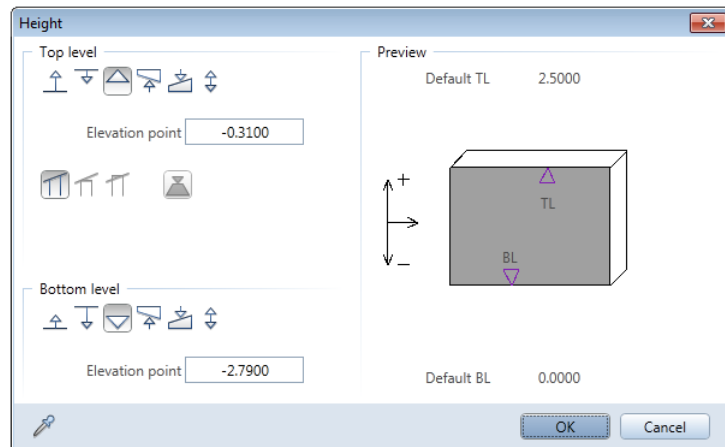 Height
Top level
Elevation point -0.3100
Bottom level
Elevation point -2.7900
Preview
Default TL 2.5000
+
TL
BL
–
Default BL 0.0000
OK Cancel